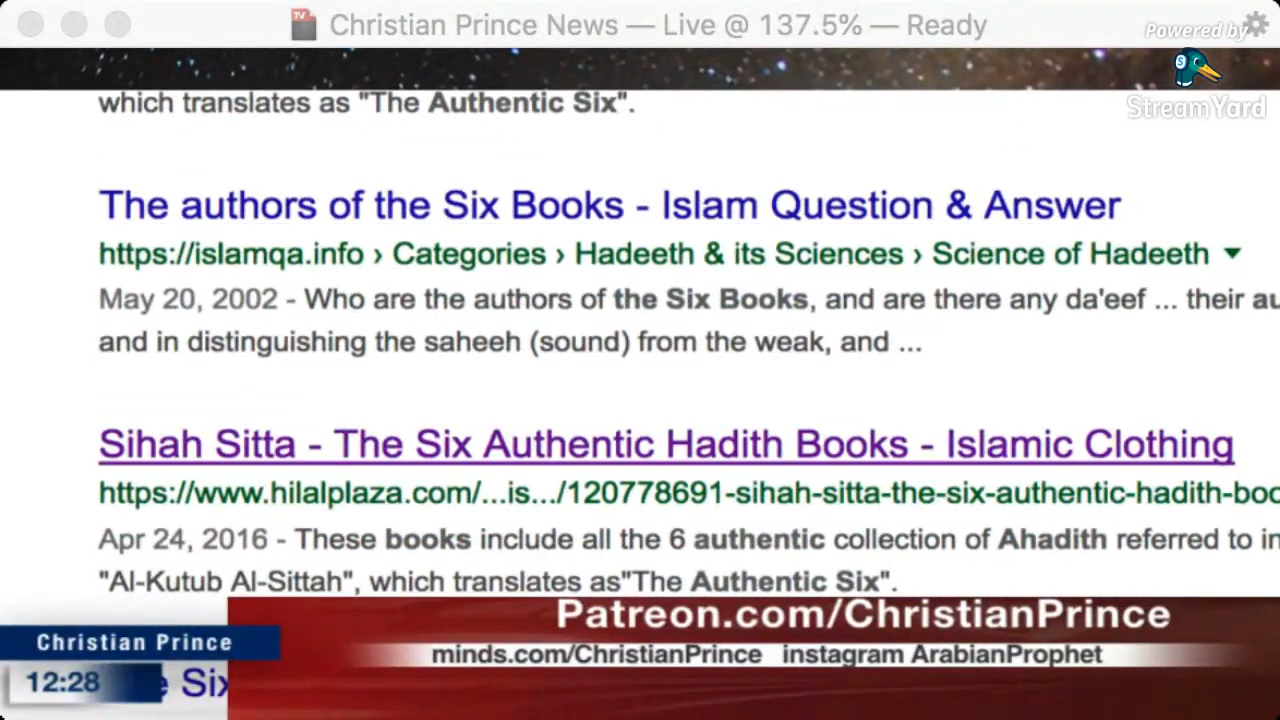 Christian Prince News — Live @ 137.5% — Ready
Powered by
StreamYard
which translates as "The Authentic Six".
The authors of the Six Books - Islam Question & Answer
https://islamqa.info › Categories › Hadeeth & its Sciences › Science of Hadeeth
May 20, 2002 - Who are the authors of the Six Books, and are there any da'eef ... their au
and in distinguishing the saheeh (sound) from the weak, and ...
Sihah Sitta - The Six Authentic Hadith Books - Islamic Clothing
https://www.hilalplaza.com/...is.../120778691-sihah-sitta-the-six-authentic-hadith-boo
Apr 24, 2016 - These books include all the 6 authentic collection of Ahadith referred to in
"Al-Kutub Al-Sittah", which translates as"The Authentic Six".
Patreon.com/ChristianPrince
Christian Prince
minds.com/ChristianPrince instagram ArabianProphet
12:28
e Six